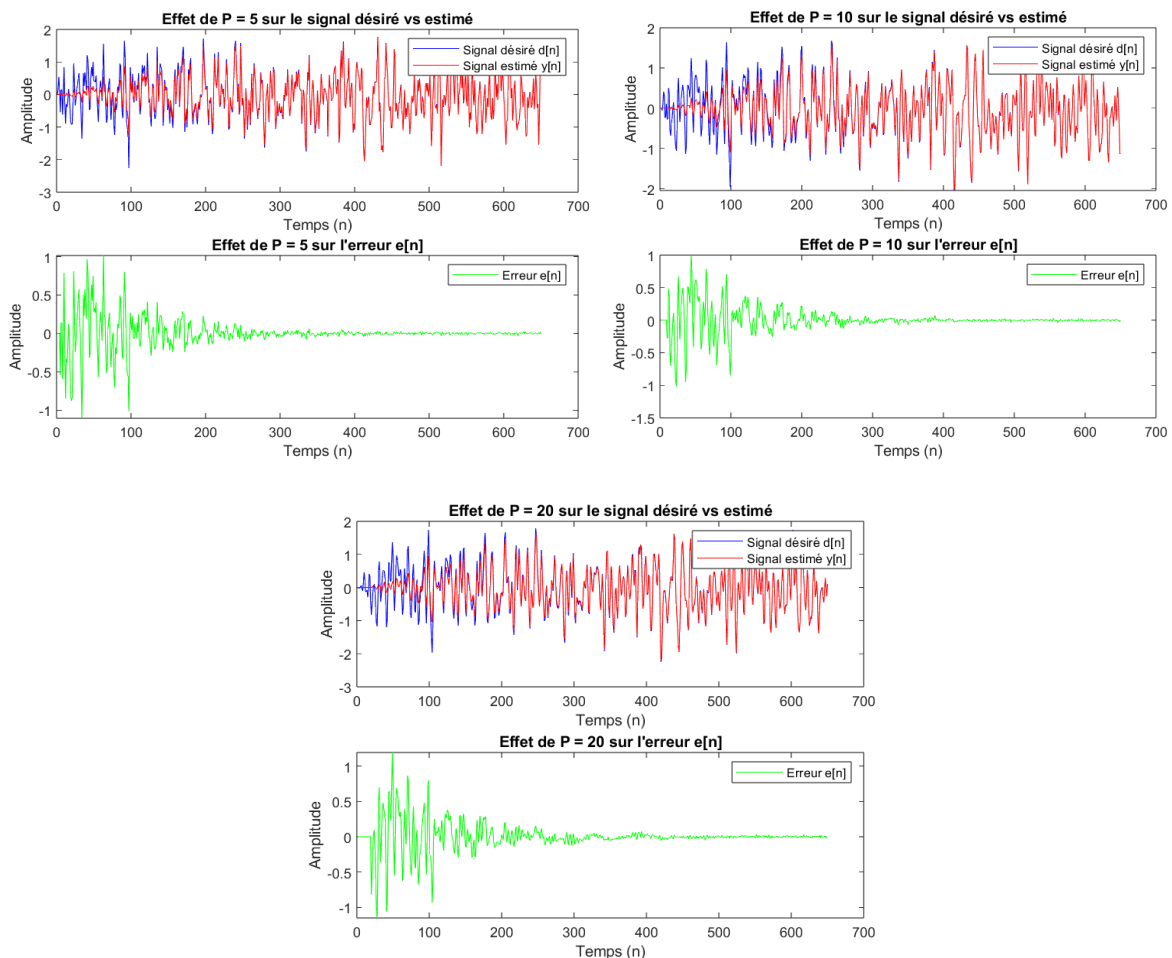 Effet de P = 5 sur le signal désiré vs estimé
2
1
0
-1
-2
-3
Amplitude
Signal désiré d[n]
Signal estimé y[n]
0 100 200 300 400 500 600 700
Temps (n)
Effet de P = 5 sur l'erreur e[n]
1
0.5
0
-0.5
-1
Amplitude
Erreur e[n]
0 100 200 300 400 500 600 700
Temps (n)
Effet de P = 10 sur le signal désiré vs estimé
2
1
0
-1
-2
Amplitude
Signal désiré d[n]
Signal estimé y[n]
0 100 200 300 400 500 600 700
Temps (n)
Effet de P = 10 sur l'erreur e[n]
1
0.5
0
-0.5
-1
-1.5
Amplitude
Erreur e[n]
0 100 200 300 400 500 600 700
Temps (n)
Effet de P = 20 sur le signal désiré vs estimé
2
1
0
-1
-2
-3
Amplitude
Signal désiré d[n]
Signal estimé y[n]
0 100 200 300 400 500 600 700
Temps (n)
Effet de P = 20 sur l'erreur e[n]
1
0.5
0
-0.5
-1
Amplitude
Erreur e[n]
0 100 200 300 400 500 600 700
Temps (n)